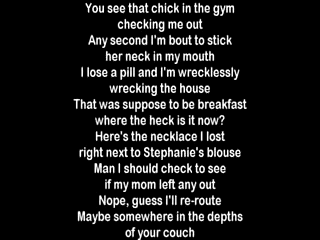 You see that chick in the gym
checking me out
Any second I'm bout to stick
her neck in my mouth
I lose a pill and I'm wrecklessly
wrecking the house
That was suppose to be breakfast
where the heck is it now?
Here's the necklace I lost
right next to Stephanie's blouse
Man I should check to see
if my mom left any out
Nope, guess I'll re-route
Maybe somewhere in the depths
of your couch